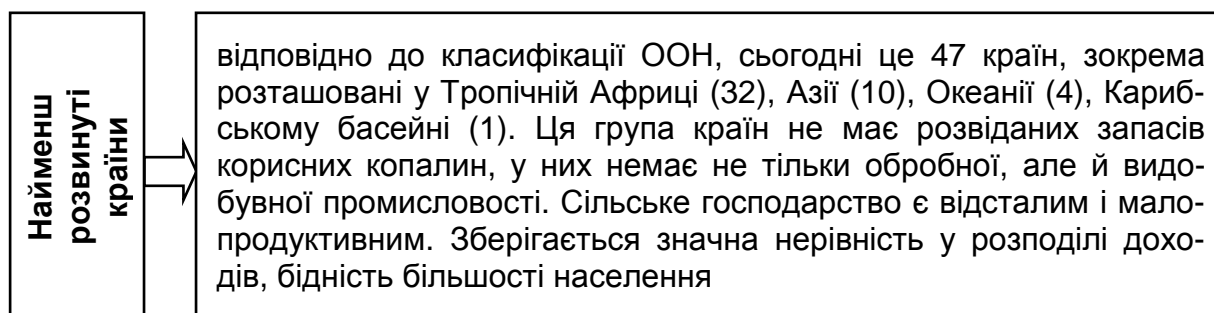 Найменш
розвинуті
країни
відповідно до класифікації ООН, сьогодні це 47 країн, зокрема
розташовані у Тропічній Африці (32), Азії (10), Океанії (4), Кариб-
ському басейні (1). Ця група країн не має розвіданих запасів
корисних копалин, у них немає не тільки обробної, але й видо-
бувної промисловості. Сільське господарство є відсталим і мало-
продуктивним. Зберігається значна нерівність у розподілі дохо-
дів, бідність більшості населення